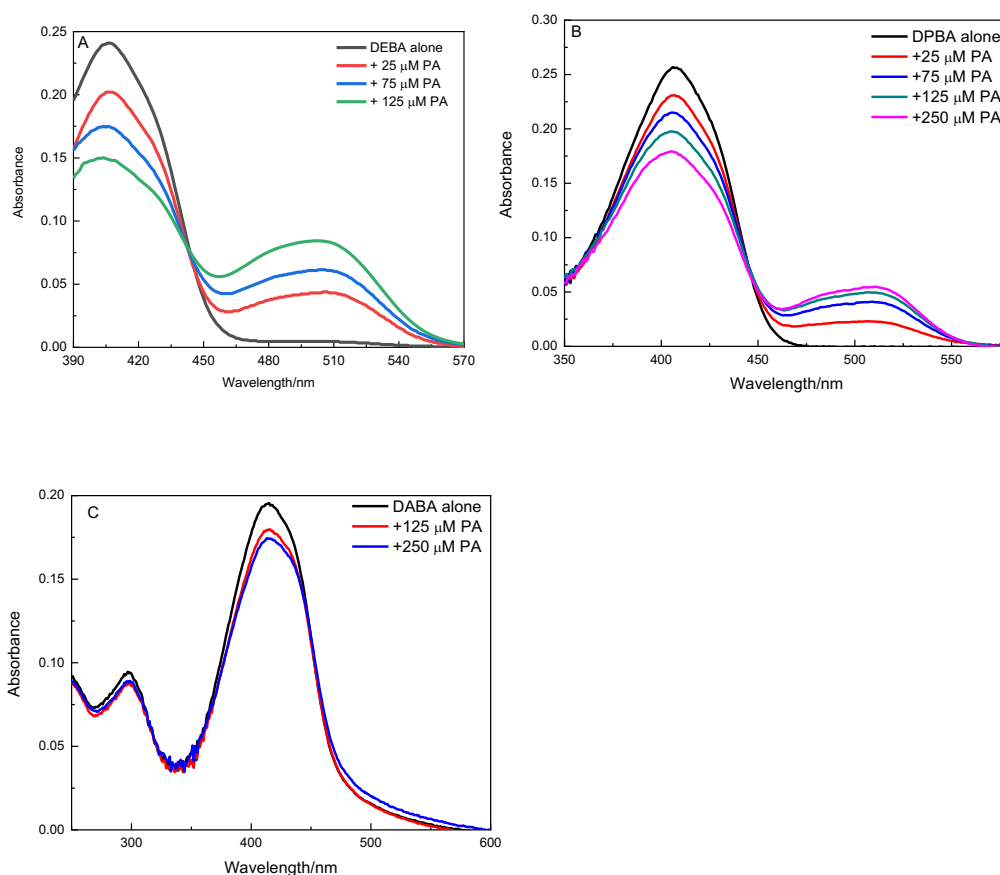 A
DEBA alone
+ 25 μM PA
+ 75 μM PA
+ 125 μM PA
0.25
0.20
0.15
0.10
0.05
0.00
Absorbance
390 420 450 480 510 540 570
Wavelength/nm
B
DPBA alone
+25 μM PA
+75 μM PA
+125 μM PA
+250 μM PA
0.30
0.25
0.20
0.15
0.10
0.05
0.00
Absorbance
350 400 450 500 550
Wavelength/nm
C
DABA alone
+125 μM PA
+250 μM PA
0.20
0.15
0.10
0.05
0.00
Absorbance
300 400 500 600
Wavelength/nm